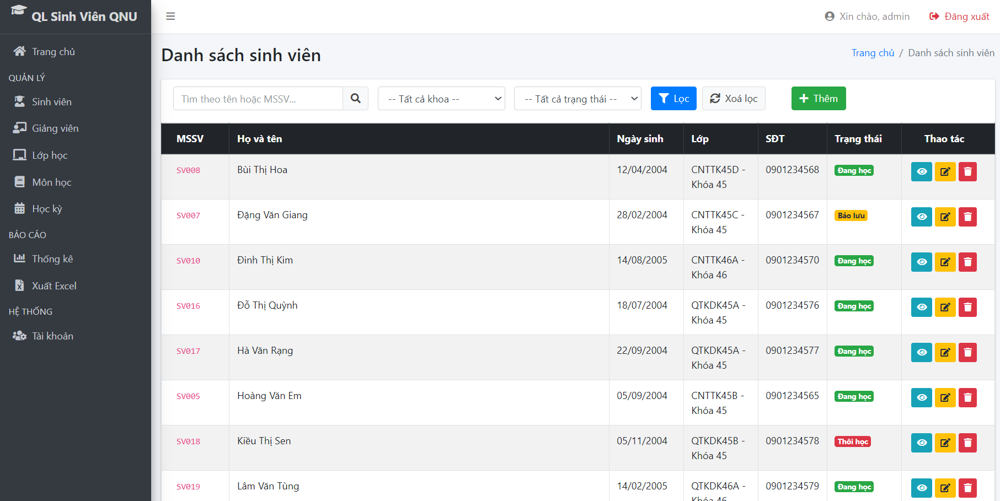 QL Sinh Viên QNU
Xin chào, admin
Đăng xuất
Trang chủ
QUẢN LÝ
Sinh viên
Giảng viên
Lớp học
Môn học
Học kỳ
BÁO CÁO
Thống kê
Xuất Excel
HỆ THỐNG
Tài khoản
Danh sách sinh viên
Trang chủ / Danh sách sinh viên
Tìm theo tên hoặc MSSV...
-- Tất cả khoa --
-- Tất cả trạng thái --
Lọc
Xoá lọc
Thêm
MSSV Họ và tên Ngày sinh Lớp SĐT Trạng thái Thao tác
SV008 Bùi Thị Hoa 12/04/2004 CNTTK45D - 0901234568 Đang học
Khóa 45
SV007 Đặng Văn Giang 28/02/2004 CNTTK45C - 0901234567 Bảo lưu
Khóa 45
SV010 Đinh Thị Kim 14/08/2005 CNTTK46A - 0901234570 Đang học
Khóa 46
SV016 Đỗ Thị Quỳnh 18/07/2004 QTKDK45A - 0901234576 Đang học
Khóa 45
SV017 Hà Văn Rạng 22/09/2004 QTKDK45A - 0901234577 Đang học
Khóa 45
SV005 Hoàng Văn Em 05/09/2004 CNTTK45B - 0901234565 Đang học
Khóa 45
SV018 Kiều Thị Sen 05/11/2004 QTKDK45B - 0901234578 Thôi học
Khóa 45
SV019 Lâm Văn Tùng 14/02/2005 QTKDK46A - 0901234579 Đang học
Khóa 46